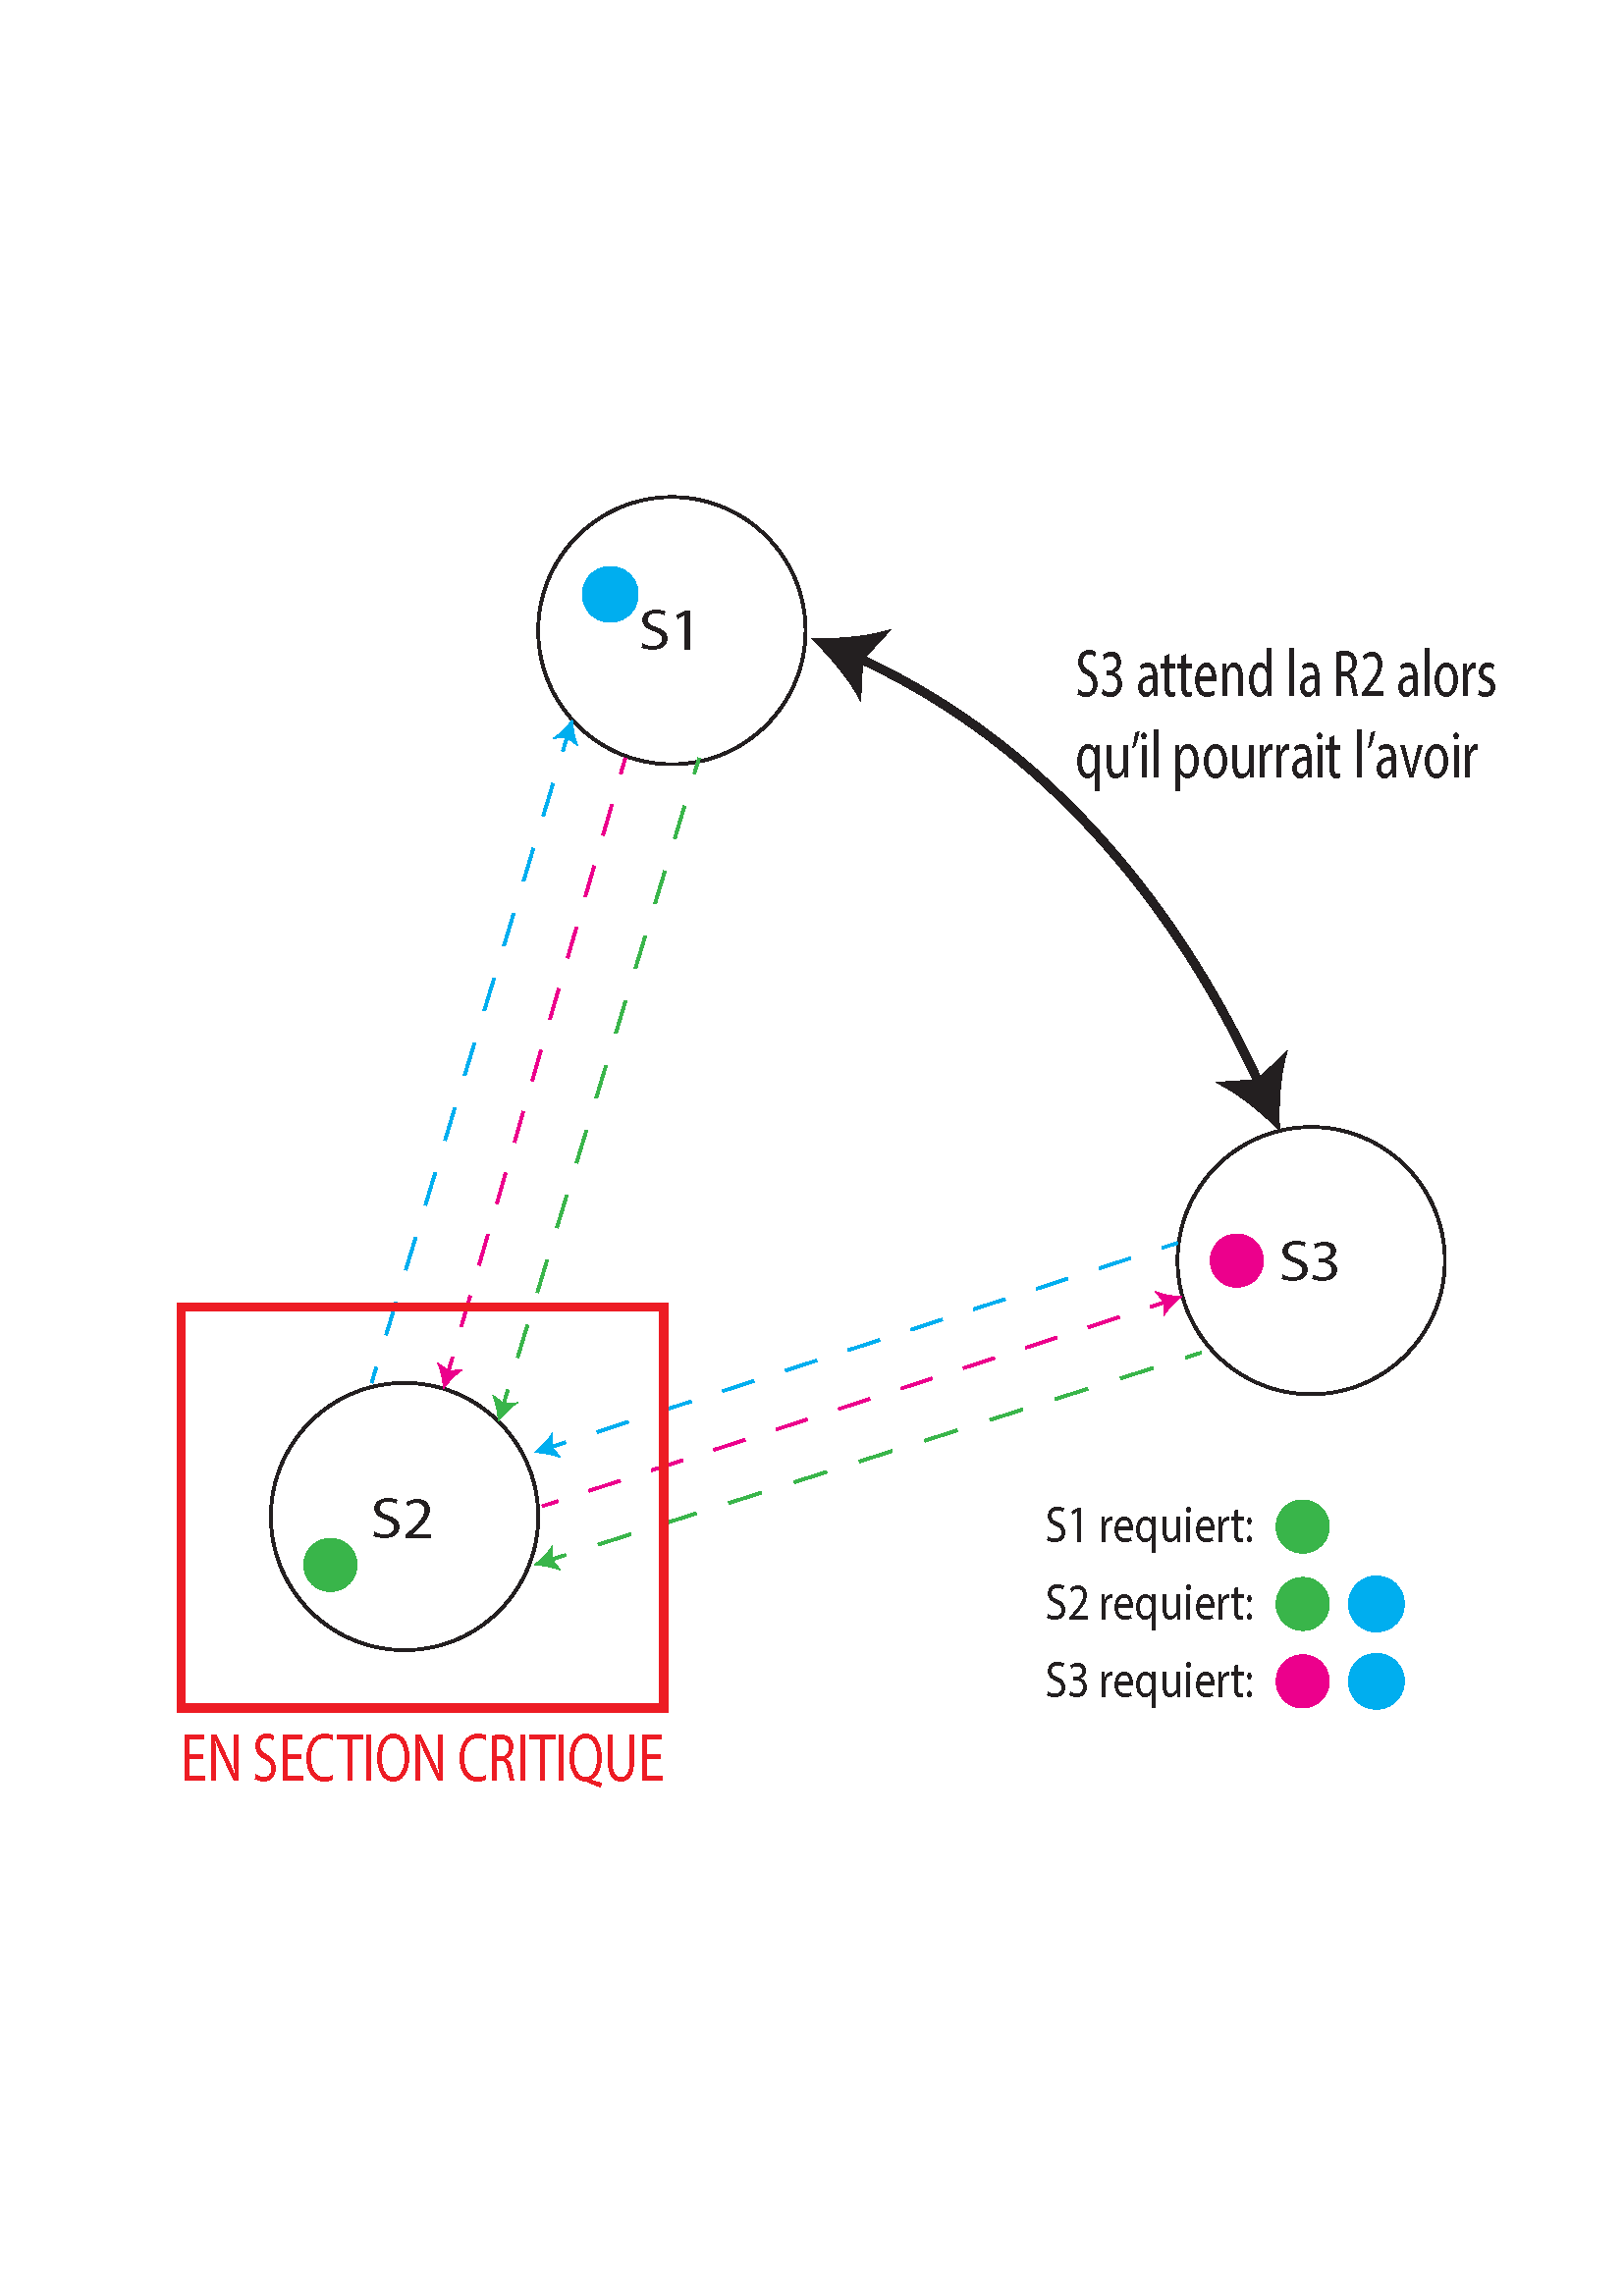 S1
S3 attend la R2 alors
qu’il pourrait l’avoir
S3
S2
S1 requiert:
S2 requiert:
S3 requiert:
EN SECTION CRITIQUE